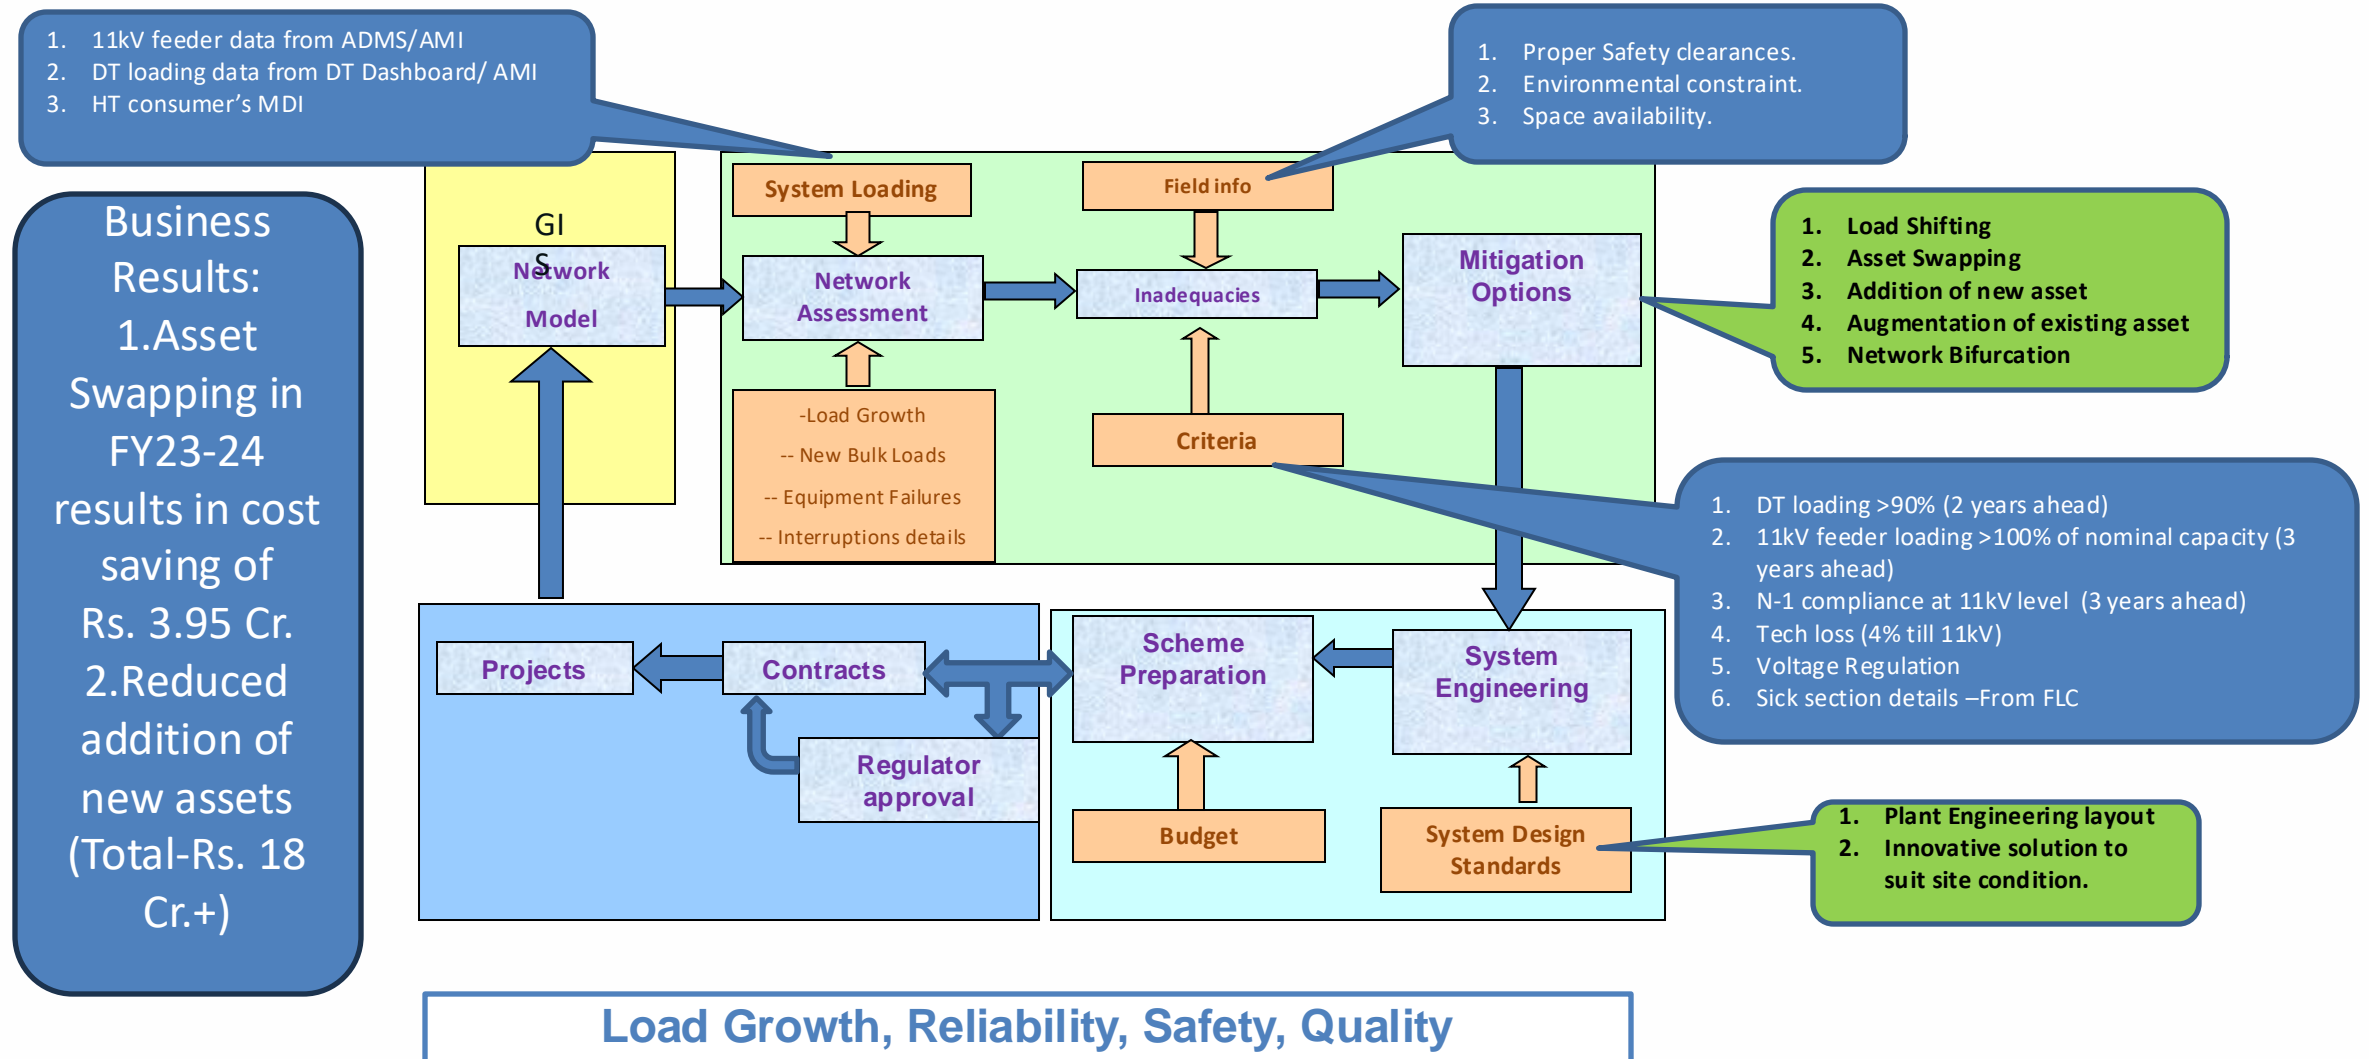 1. 11kV feeder data from ADMS/AMI
2. DT loading data from DT Dashboard/ AMI
3. HT consumer's MDI
1. Proper Safety clearances.
2. Environmental constraint.
3. Space availability.
Business
Results:
1.Asset
Swapping in
FY23-24
results in cost
saving of
Rs. 3.95 Cr.
2.Reduced
addition of
new assets
(Total-Rs. 18
Cr.+)
GI
S
Network
Model
System Loading
Network
Assessment
-Load Growth
-- New Bulk Loads
-- Equipment Failures
-- Interruptions details
Field info
Inadequacies
Criteria
Mitigation
Options
1. Load Shifting
2. Asset Swapping
3. Addition of new asset
4. Augmentation of existing asset
5. Network Bifurcation
1. DT loading >90% (2 years ahead)
2. 11kV feeder loading >100% of nominal capacity (3
years ahead)
3. N-1 compliance at 11kV level (3 years ahead)
4. Tech loss (4% till 11kV)
5. Voltage Regulation
6. Sick section details –From FLC
Projects
Contracts
Regulator
approval
Scheme
Preparation
System
Engineering
Budget
System Design
Standards
1. Plant Engineering layout
2. Innovative solution to
suit site condition.
Load Growth, Reliability, Safety, Quality